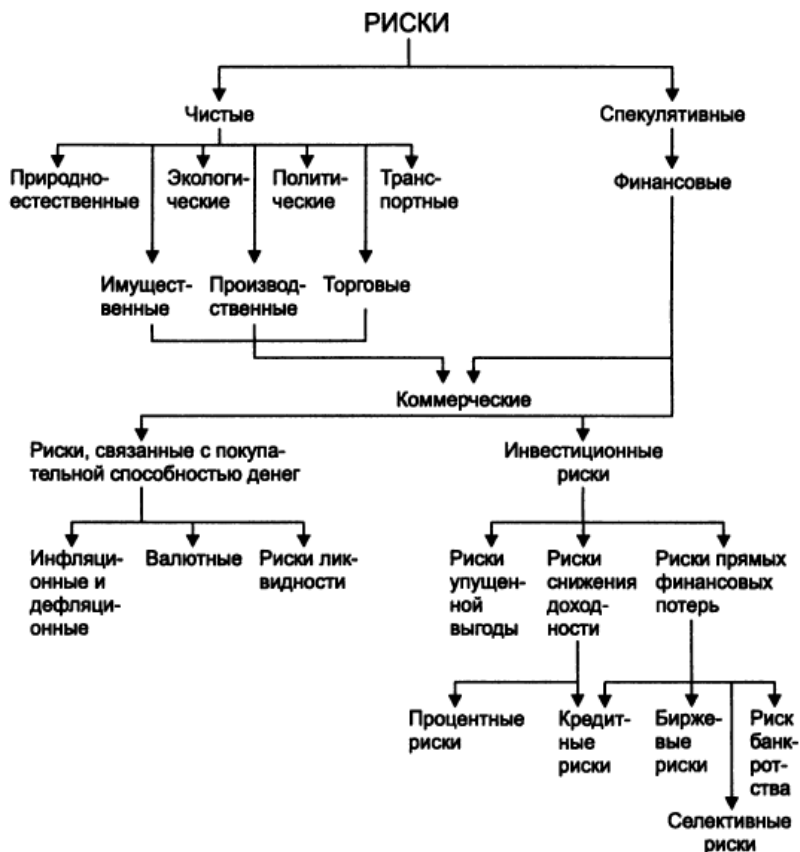 РИСКИ
Чистые
Спекулятивные
Природно-
естественные
Экологи-
ческие
Полити-
ческие
Транс-
портные
Финансовые
Имущест-
венные
Производ-
ственные
Торговые
Коммерческие
Риски, связанные с покупа-
тельной способностью денег
Инвестиционные
риски
Инфляци-
онные и
дефляци-
онные
Валютные
Риски лик-
видности
Риски
упущен-
ной
выгоды
Риски
снижения
доход-
ности
Риски прямых
финансовых
потерь
Процентные
риски
Кредит-
ные
риски
Бирже-
вые
риски
Риск
банк-
рот-
ства
Селективные
риски